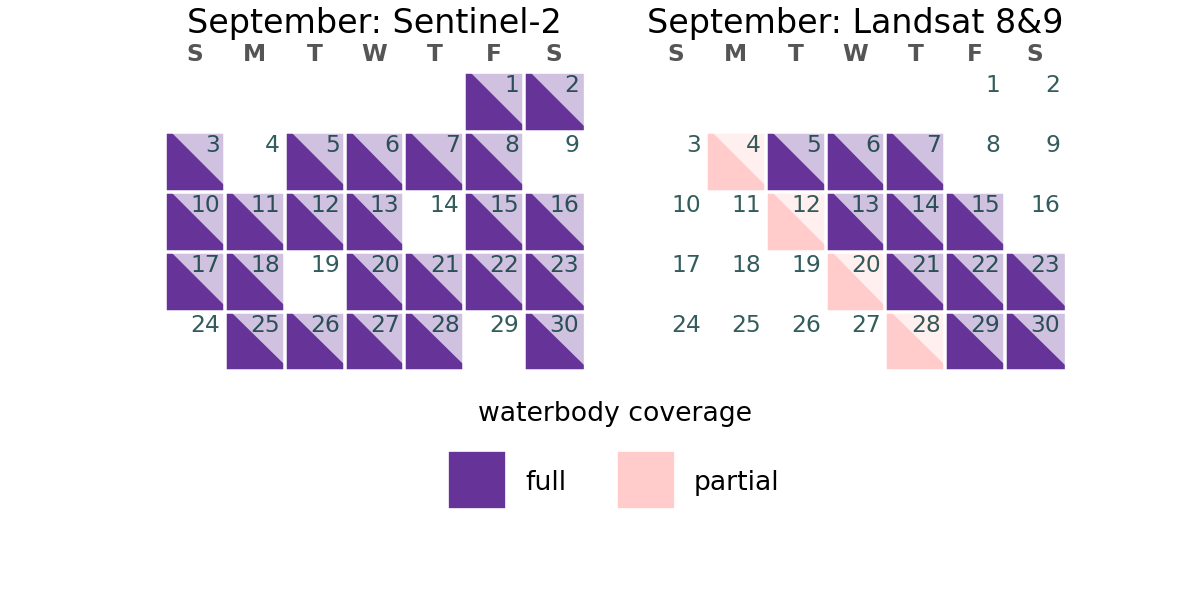 September: Sentinel-2
S M T W T F S
1 2
3 4 5 6 7 8 9
10 11 12 13 14 15 16
17 18 19 20 21 22 23
24 25 26 27 28 29 30
September: Landsat 8&9
S M T W T F S
1 2
3 4 5 6 7 8 9
10 11 12 13 14 15 16
17 18 19 20 21 22 23
24 25 26 27 28 29 30
waterbody coverage
full partial